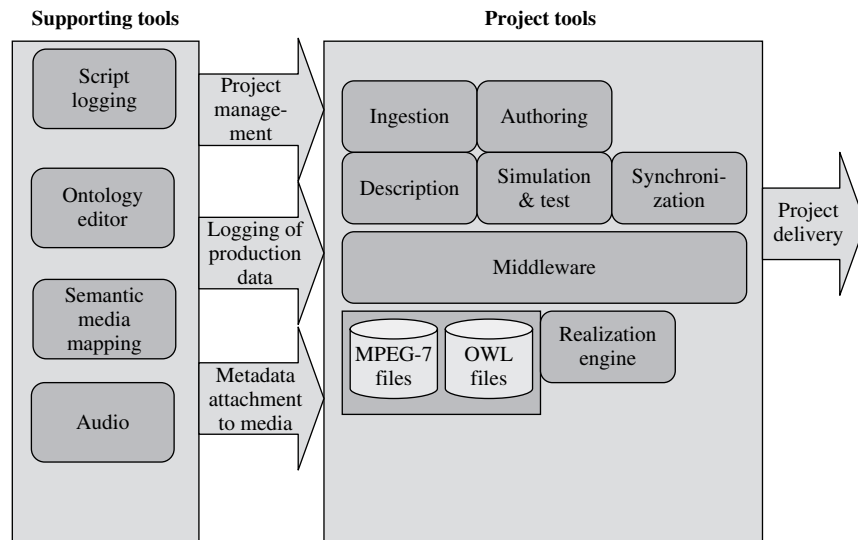 Supporting tools
Project tools
Script
logging
Ontology
editor
Semantic
media
mapping
Audio
Project
manage-
ment
Logging of
production
data
Metadata
attachment
to media
Ingestion
Authoring
Description
Simulation
& test
Synchroni-
zation
Middleware
MPEG-7
files
OWL
files
Realization
engine
Project
delivery